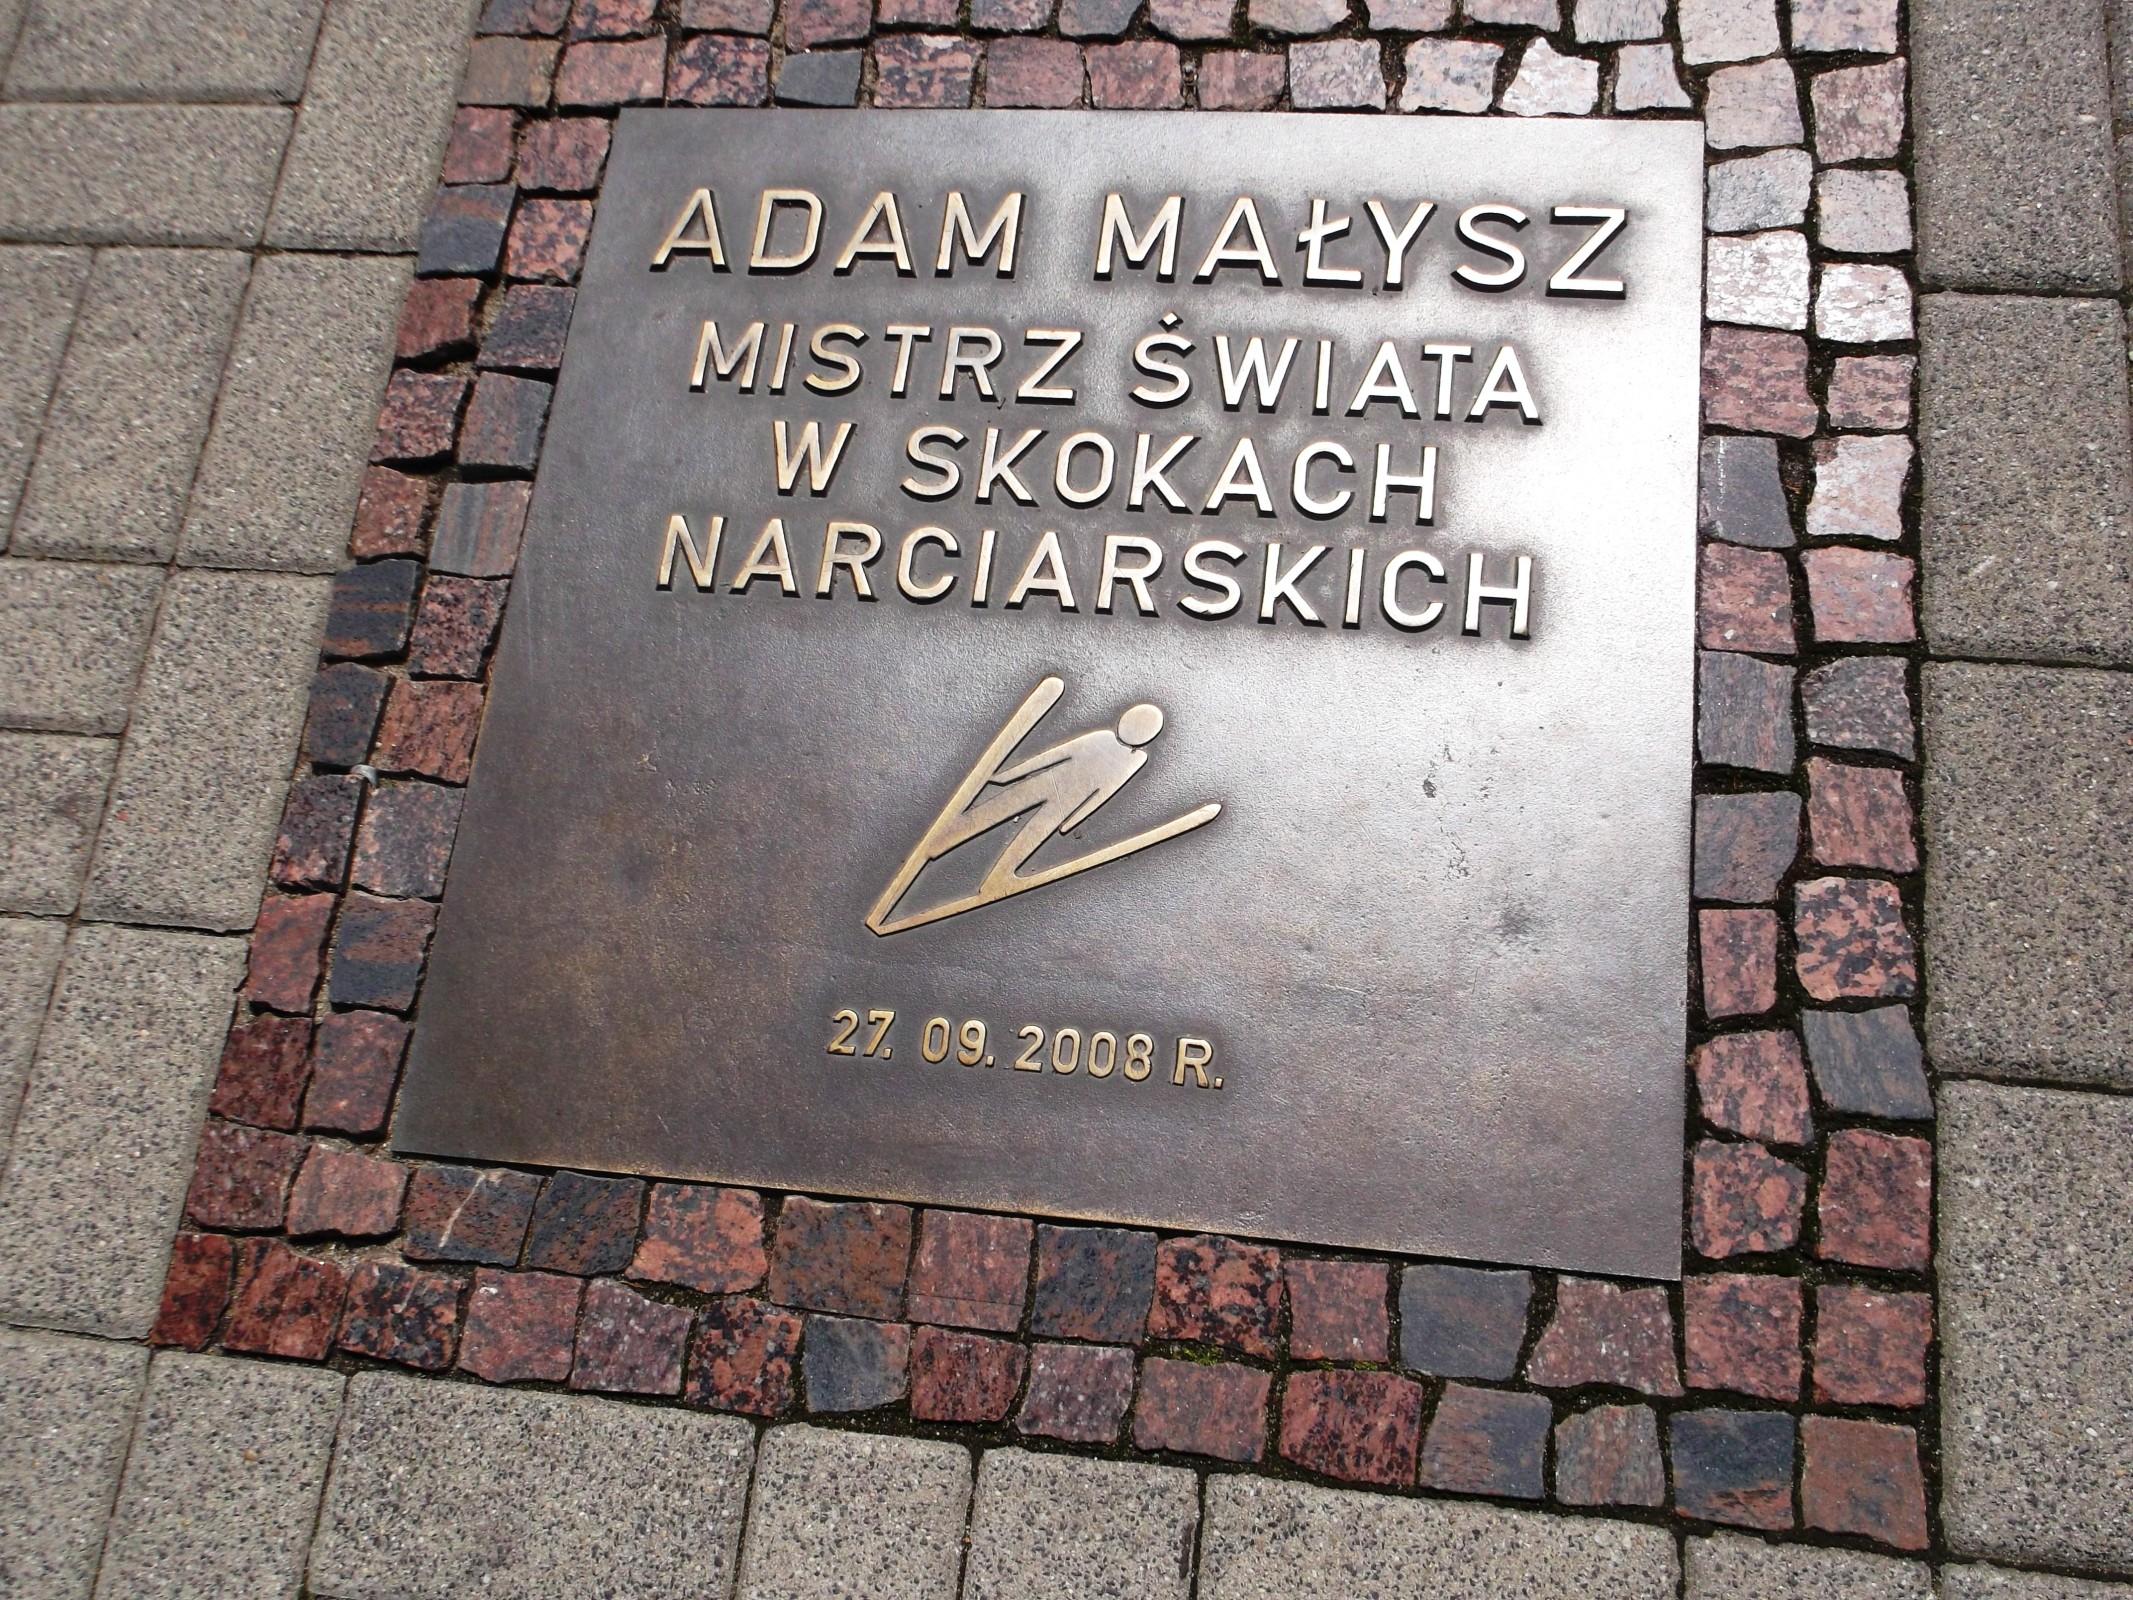 ADAM MAŁYSZ
MISTRZ ŚWIATA
W SKOKACH
NARCIARSKICH
27. 09. 2008 R.